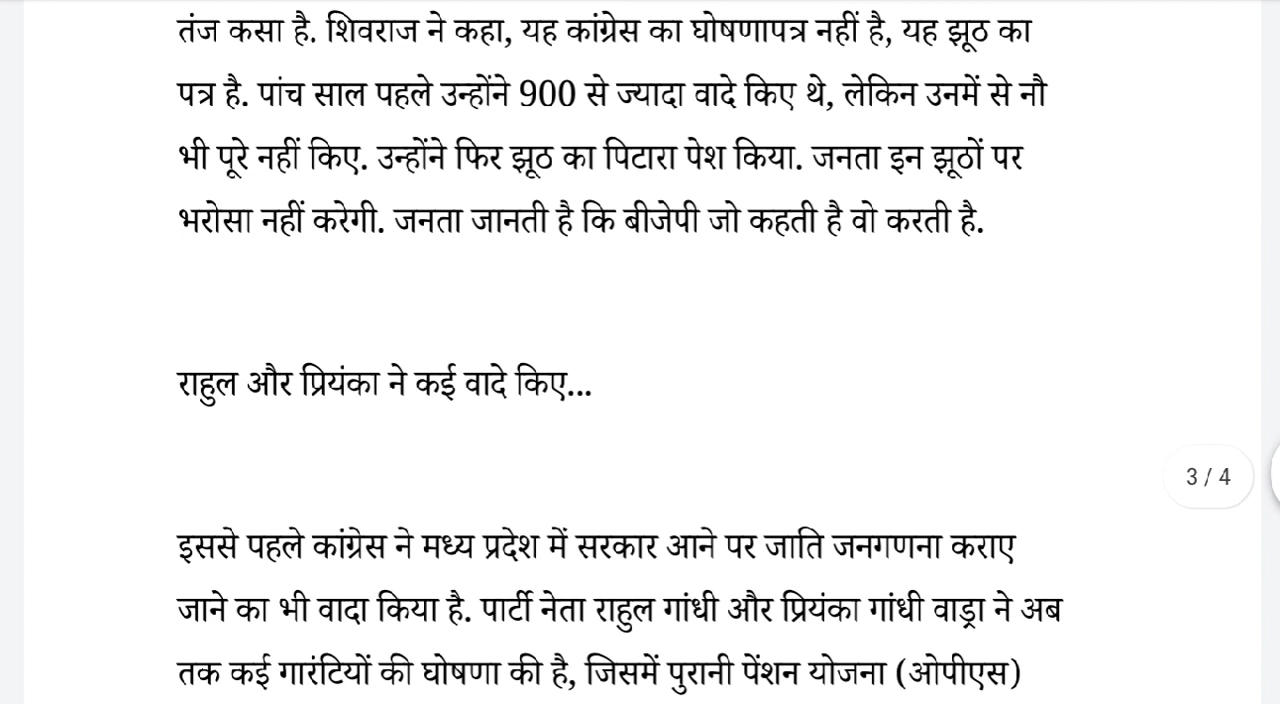 तंज कसा है. शिवराज ने कहा, यह कांग्रेस का घोषणापत्र नहीं है, यह झूठ का
पत्र है. पांच साल पहले उन्होंने 900 से ज्यादा वादे किए थे, लेकिन उनमें से नौ
भी पूरे नहीं किए. उन्होंने फिर झूठ का पिटारा पेश किया. जनता इन झूठों पर
भरोसा नहीं करेगी. जनता जानती है कि बीजेपी जो कहती है वो करती है.
राहुल और प्रियंका ने कई वादे किए...
3 / 4
इससे पहले कांग्रेस ने मध्य प्रदेश में सरकार आने पर जाति जनगणना कराए
जाने का भी वादा किया है. पार्टी नेता राहुल गांधी और प्रियंका गांधी वाड्रा ने अब
तक कई गारंटियों की घोषणा की है, जिसमें पुरानी पेंशन योजना (ओपीएस)